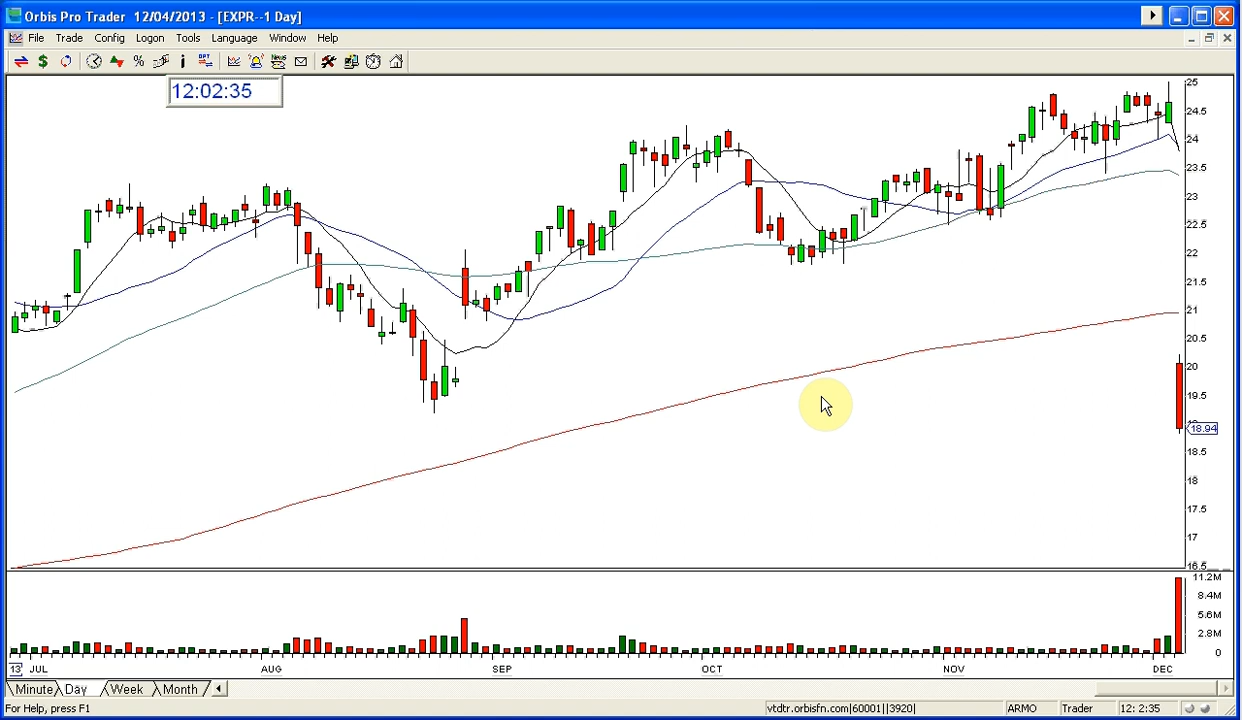 Orbis Pro Trader 12/04/2013 - [EXPR--1 Day]
File Trade Config Logon Tools Language Window Help
$ % i OPT News
12:02:35
25
24.5
24
23.5
23
22.5
22
21.5
21
20.5
20
19.5
18.94
18.5
18
17.5
17
16.5
11.2M
8.4M
5.6M
2.8M
0
13 JUL AUG SEP OCT NOV DEC
Minute Day Week Month
For Help, press F1 vtdtr.orbisfn.com|60001||3920| ARMO Trader 12: 2:35